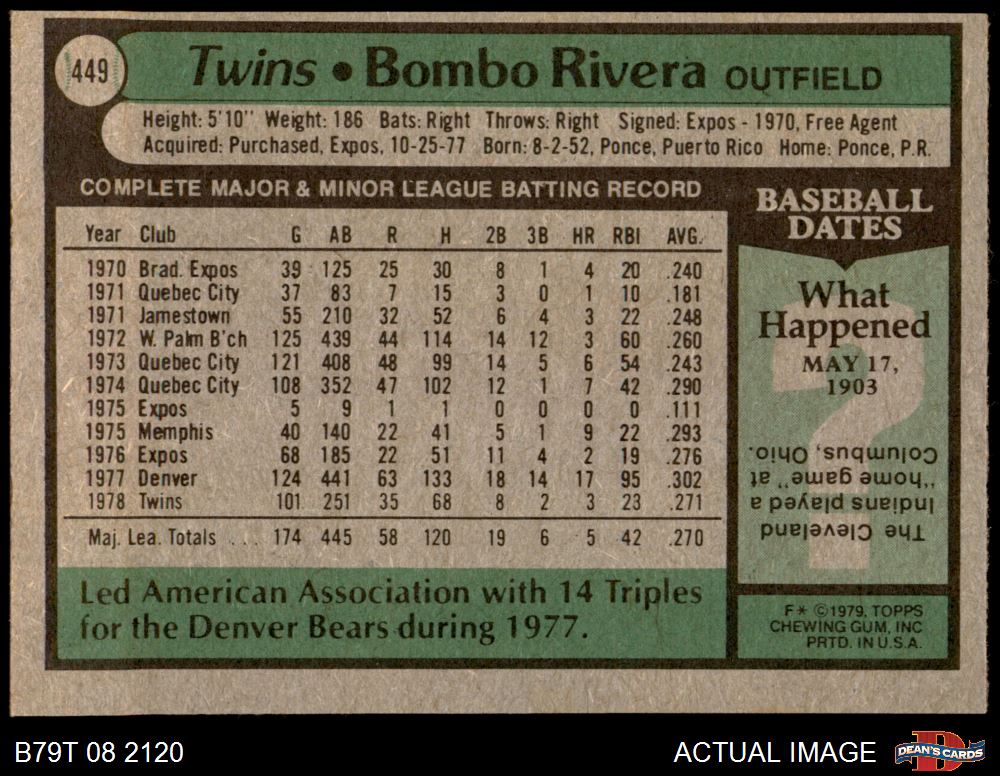 449
Twins • Bombo Rivera OUTFIELD
Height: 5'10" Weight: 186 Bats: Right Throws: Right Signed: Expos - 1970, Free Agent
Acquired: Purchased, Expos, 10-25-77 Born: 8-2-52, Ponce, Puerto Rico Home: Ponce, P.R.
COMPLETE MAJOR & MINOR LEAGUE BATTING RECORD
Year Club G AB R H 2B 3B HR RBI AVG.
1970 Brad. Expos 39 125 25 30 8 1 4 20 .240
1971 Quebec City 37 83 7 15 3 0 1 10 .181
1971 Jamestown 55 210 32 52 6 4 3 22 .248
1972 W. Palm B'ch 125 439 44 114 14 12 3 60 .260
1973 Quebec City 121 408 48 99 14 5 6 54 .243
1974 Quebec City 108 352 47 102 12 1 7 42 .290
1975 Expos 5 9 1 1 0 0 0 0 .111
1975 Memphis 40 140 22 41 5 1 9 22 .293
1976 Expos 68 185 22 51 11 4 2 19 .276
1977 Denver 124 441 63 133 18 14 17 95 .302
1978 Twins 101 251 35 68 8 2 3 23 .271
Maj. Lea. Totals ... 174 445 58 120 19 6 5 42 .270
Led American Association with 14 Triples
for the Denver Bears during 1977.
BASEBALL
DATES
What
Happened
MAY 17,
1903
?
The Cleveland
Indians played a
"home game" at
Columbus, Ohio.
F* ©1979, TOPPS
CHEWING GUM, INC
PRTD. IN U.S.A.
B79T 08 2120
ACTUAL IMAGE
D
DEAN'S CARDS